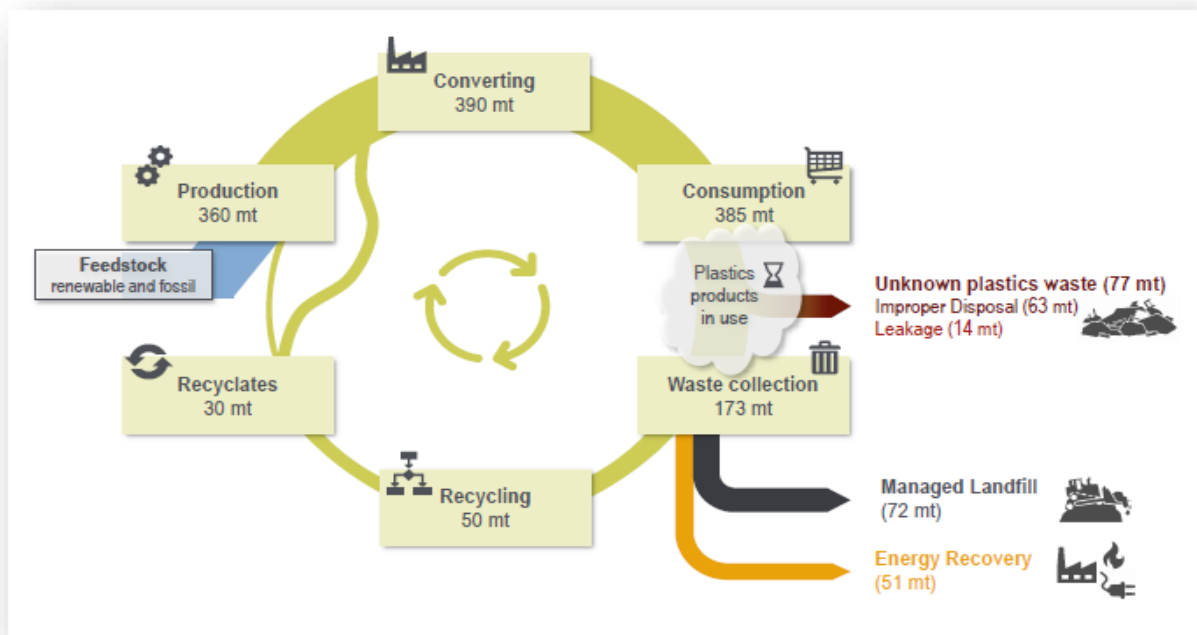 Converting
390 mt
Production
360 mt
Consumption
385 mt
Feedstock
renewable and fossil
Plastics
products
in use
Unknown plastics waste (77 mt)
Improper Disposal (63 mt)
Leakage (14 mt)
Recyclates
30 mt
Waste collection
173 mt
Recycling
50 mt
Managed Landfill
(72 mt)
Energy Recovery
(51 mt)